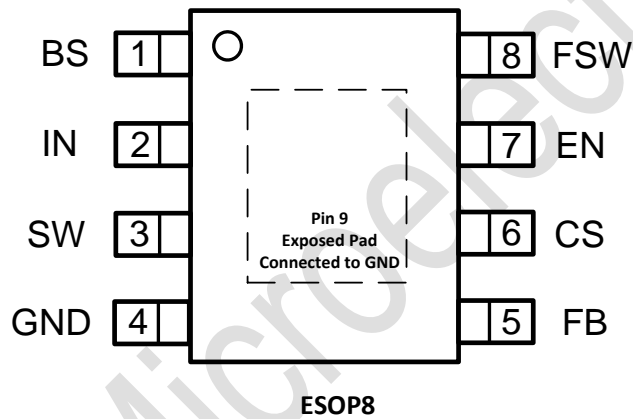 BS 1 8 FSW
IN 2 7 EN
SW 3 6 CS
GND 4 5 FB
Pin 9
Exposed Pad
Connected to GND
ESOP8